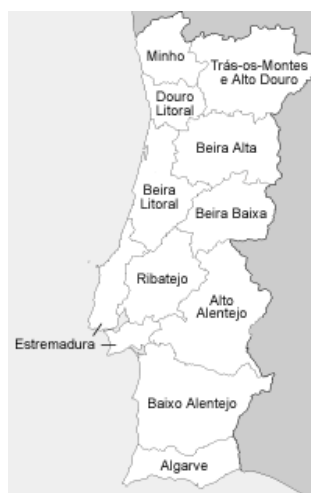 Minho
Trás-os-Montes
e Alto Douro
Douro
Litoral
Beira Alta
Beira
Litoral
Beira Baixa
Ribatejo
Alto
Alentejo
Estremadura
Baixo Alentejo
Algarve